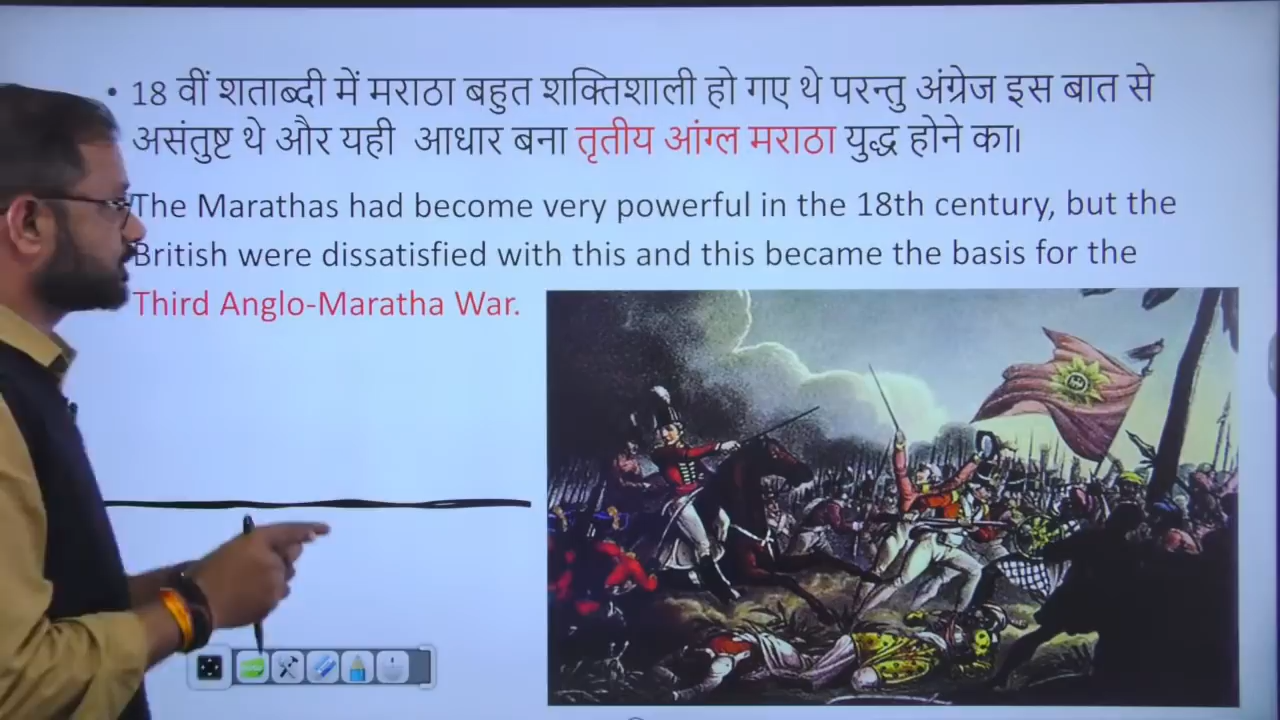 • 18 वीं शताब्दी में मराठा बहुत शक्तिशाली हो गए थे परन्तु अंग्रेज इस बात से
असंतुष्ट थे और यही आधार बना तृतीय आंग्ल मराठा युद्ध होने का।
The Marathas had become very powerful in the 18th century, but the
British were dissatisfied with this and this became the basis for the
Third Anglo-Maratha War.